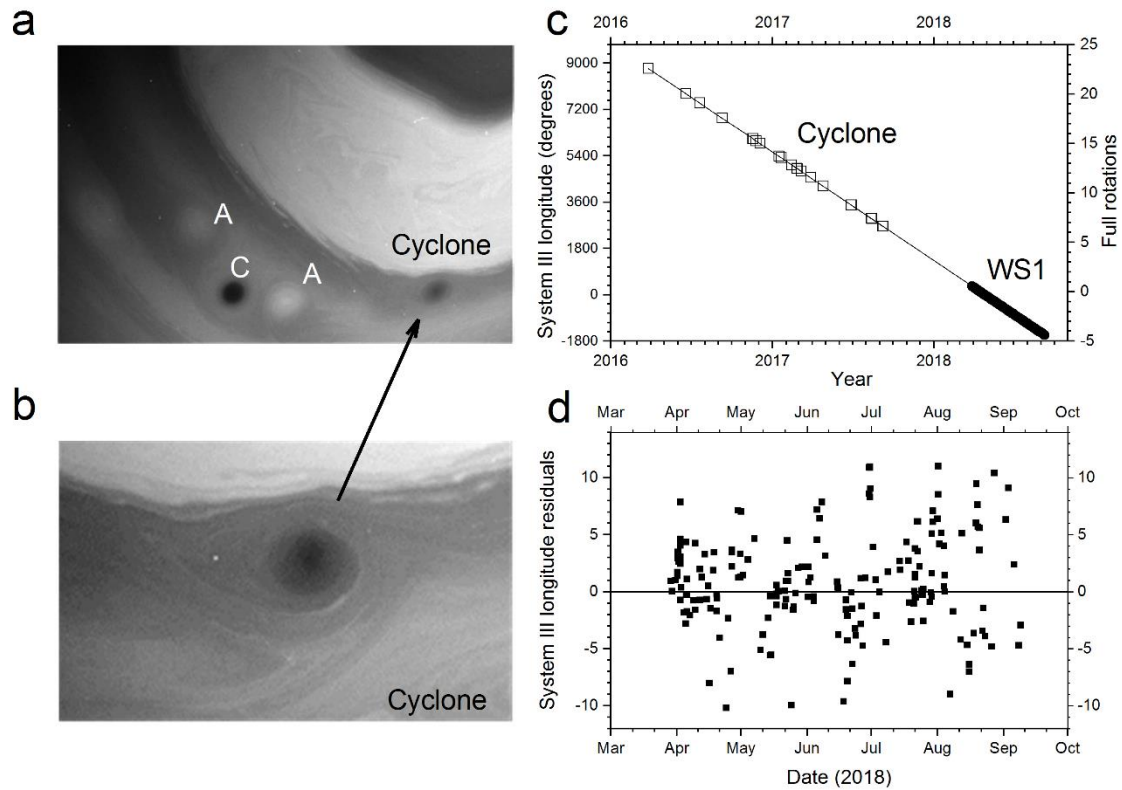 a
A
C
A
Cyclone
b
Cyclone
c
2016 2017 2018
System III longitude (degrees)
9000
7200
5400
3600
1800
0
-1800
Cyclone
WS1
25
20
15
10
5
0
-5
Full rotations
2016 2017 2018
Year
d
Mar Apr May Jun Jul Aug Sep Oct
System III longitude residuals
10
5
0
-5
-10
10
5
0
-5
-10
Mar Apr May Jun Jul Aug Sep Oct
Date (2018)